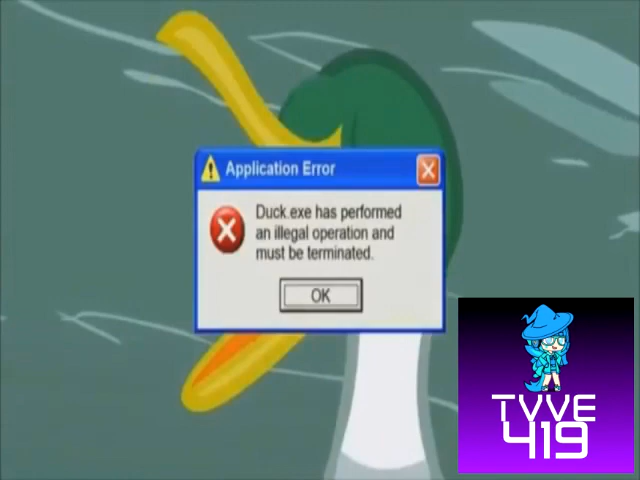 Application Error
Duck.exe has performed
an illegal operation and
must be terminated.
OK
TVVE
419